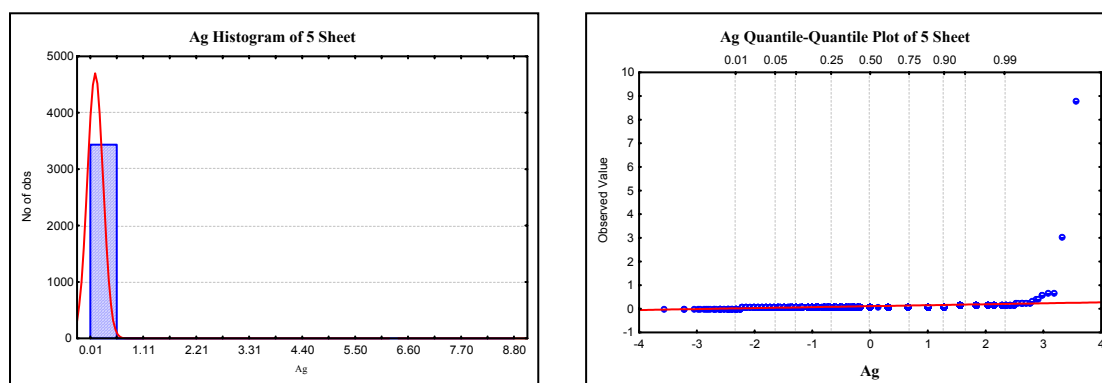 Ag Histogram of 5 Sheet
5000
4000
3000
2000
1000
0
No of obs
0.01 1.11 2.21 3.31 4.40 5.50 6.60 7.70 8.80
Ag
Ag Quantile-Quantile Plot of 5 Sheet
0.01 0.05 0.25 0.50 0.75 0.90 0.99
10
9
8
7
6
5
4
3
2
1
0
-1
Observed Value
-4 -3 -2 -1 0 1 2 3 4
Ag